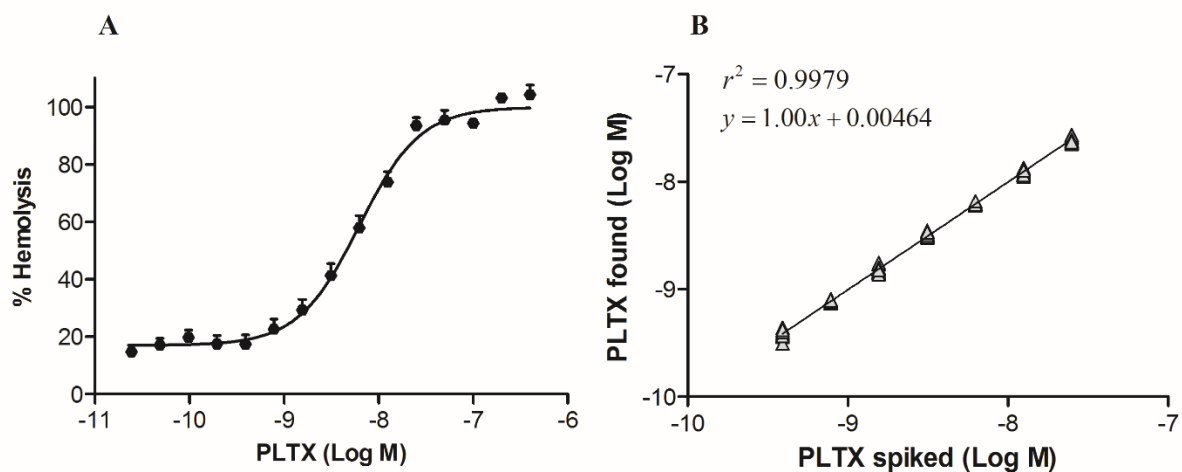 A
% Hemolysis
100
80
60
40
20
0
-11 -10 -9 -8 -7 -6
PLTX (Log M)
B
r² = 0.9979
y = 1.00x + 0.00464
PLTX found (Log M)
-7
-8
-9
-10
-10 -9 -8 -7
PLTX spiked (Log M)